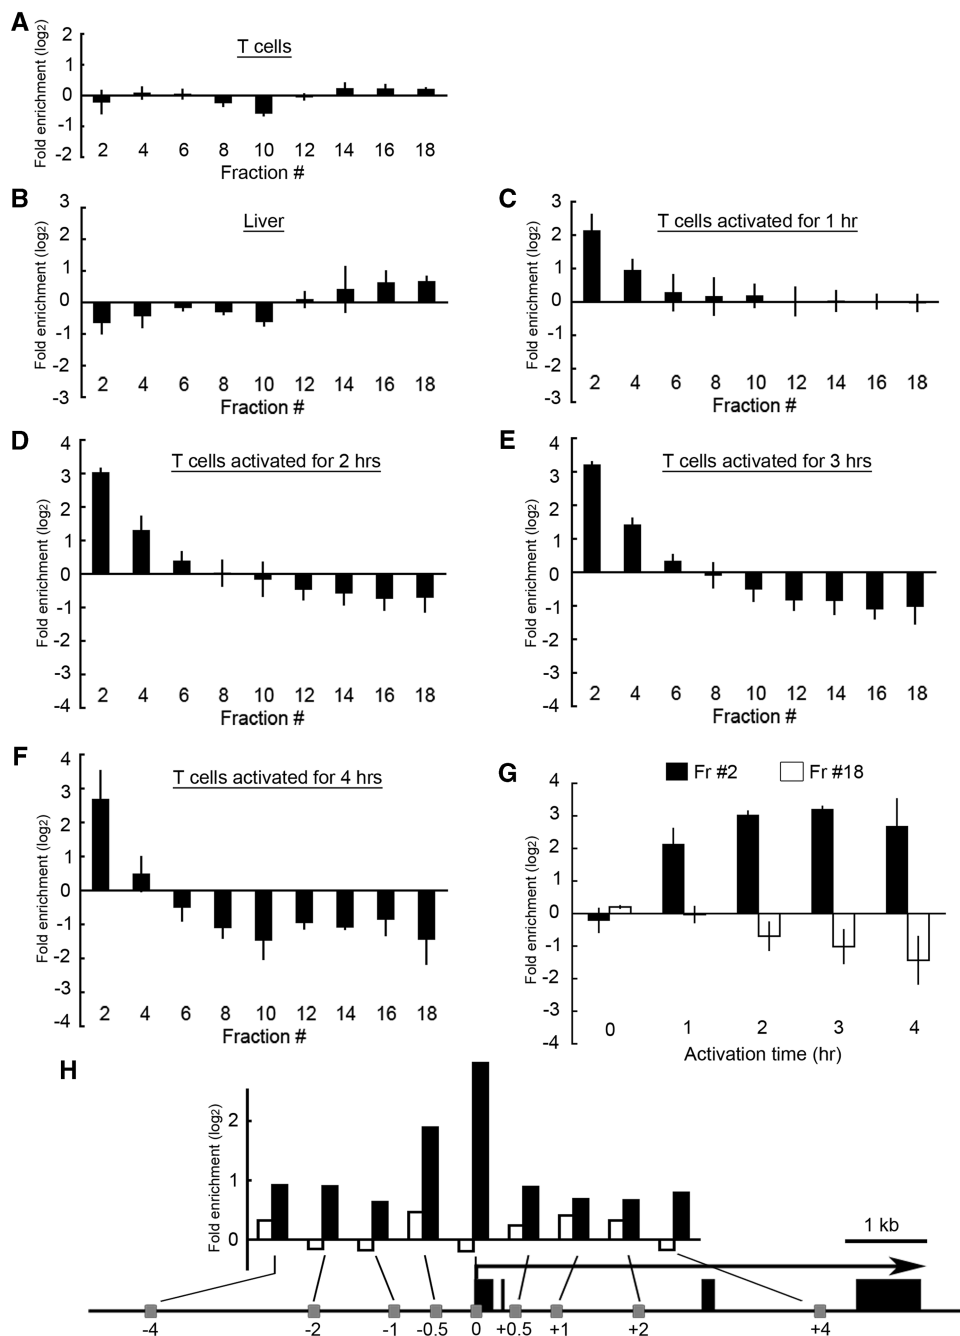 A
T cells
Fold enrichment (log2)
2
1
0
-1
-2
2 4 6 8 10 12 14 16 18
Fraction #
B
Liver
Fold enrichment (log2)
3
2
1
0
-1
-2
-3
2 4 6 8 10 12 14 16 18
Fraction #
C
T cells activated for 1 hr
Fold enrichment (log2)
3
2
1
0
-1
-2
-3
2 4 6 8 10 12 14 16 18
Fraction #
D
T cells activated for 2 hrs
Fold enrichment (log2)
4
3
2
1
0
-1
-2
-3
-4
2 4 6 8 10 12 14 16 18
Fraction #
E
T cells activated for 3 hrs
Fold enrichment (log2)
4
3
2
1
0
-1
-2
-3
-4
2 4 6 8 10 12 14 16 18
Fraction #
F
T cells activated for 4 hrs
Fold enrichment (log2)
4
3
2
1
0
-1
-2
-3
-4
2 4 6 8 10 12 14 16 18
Fraction #
G
Fr #2 Fr #18
Fold enrichment (log2)
4
3
2
1
0
-1
-2
-3
-4
0 1 2 3 4
Activation time (hr)
H
Fold enrichment (log2)
2
1
0
1 kb
-4 -2 -1 -0.5 0 +0.5 +1 +2 +4